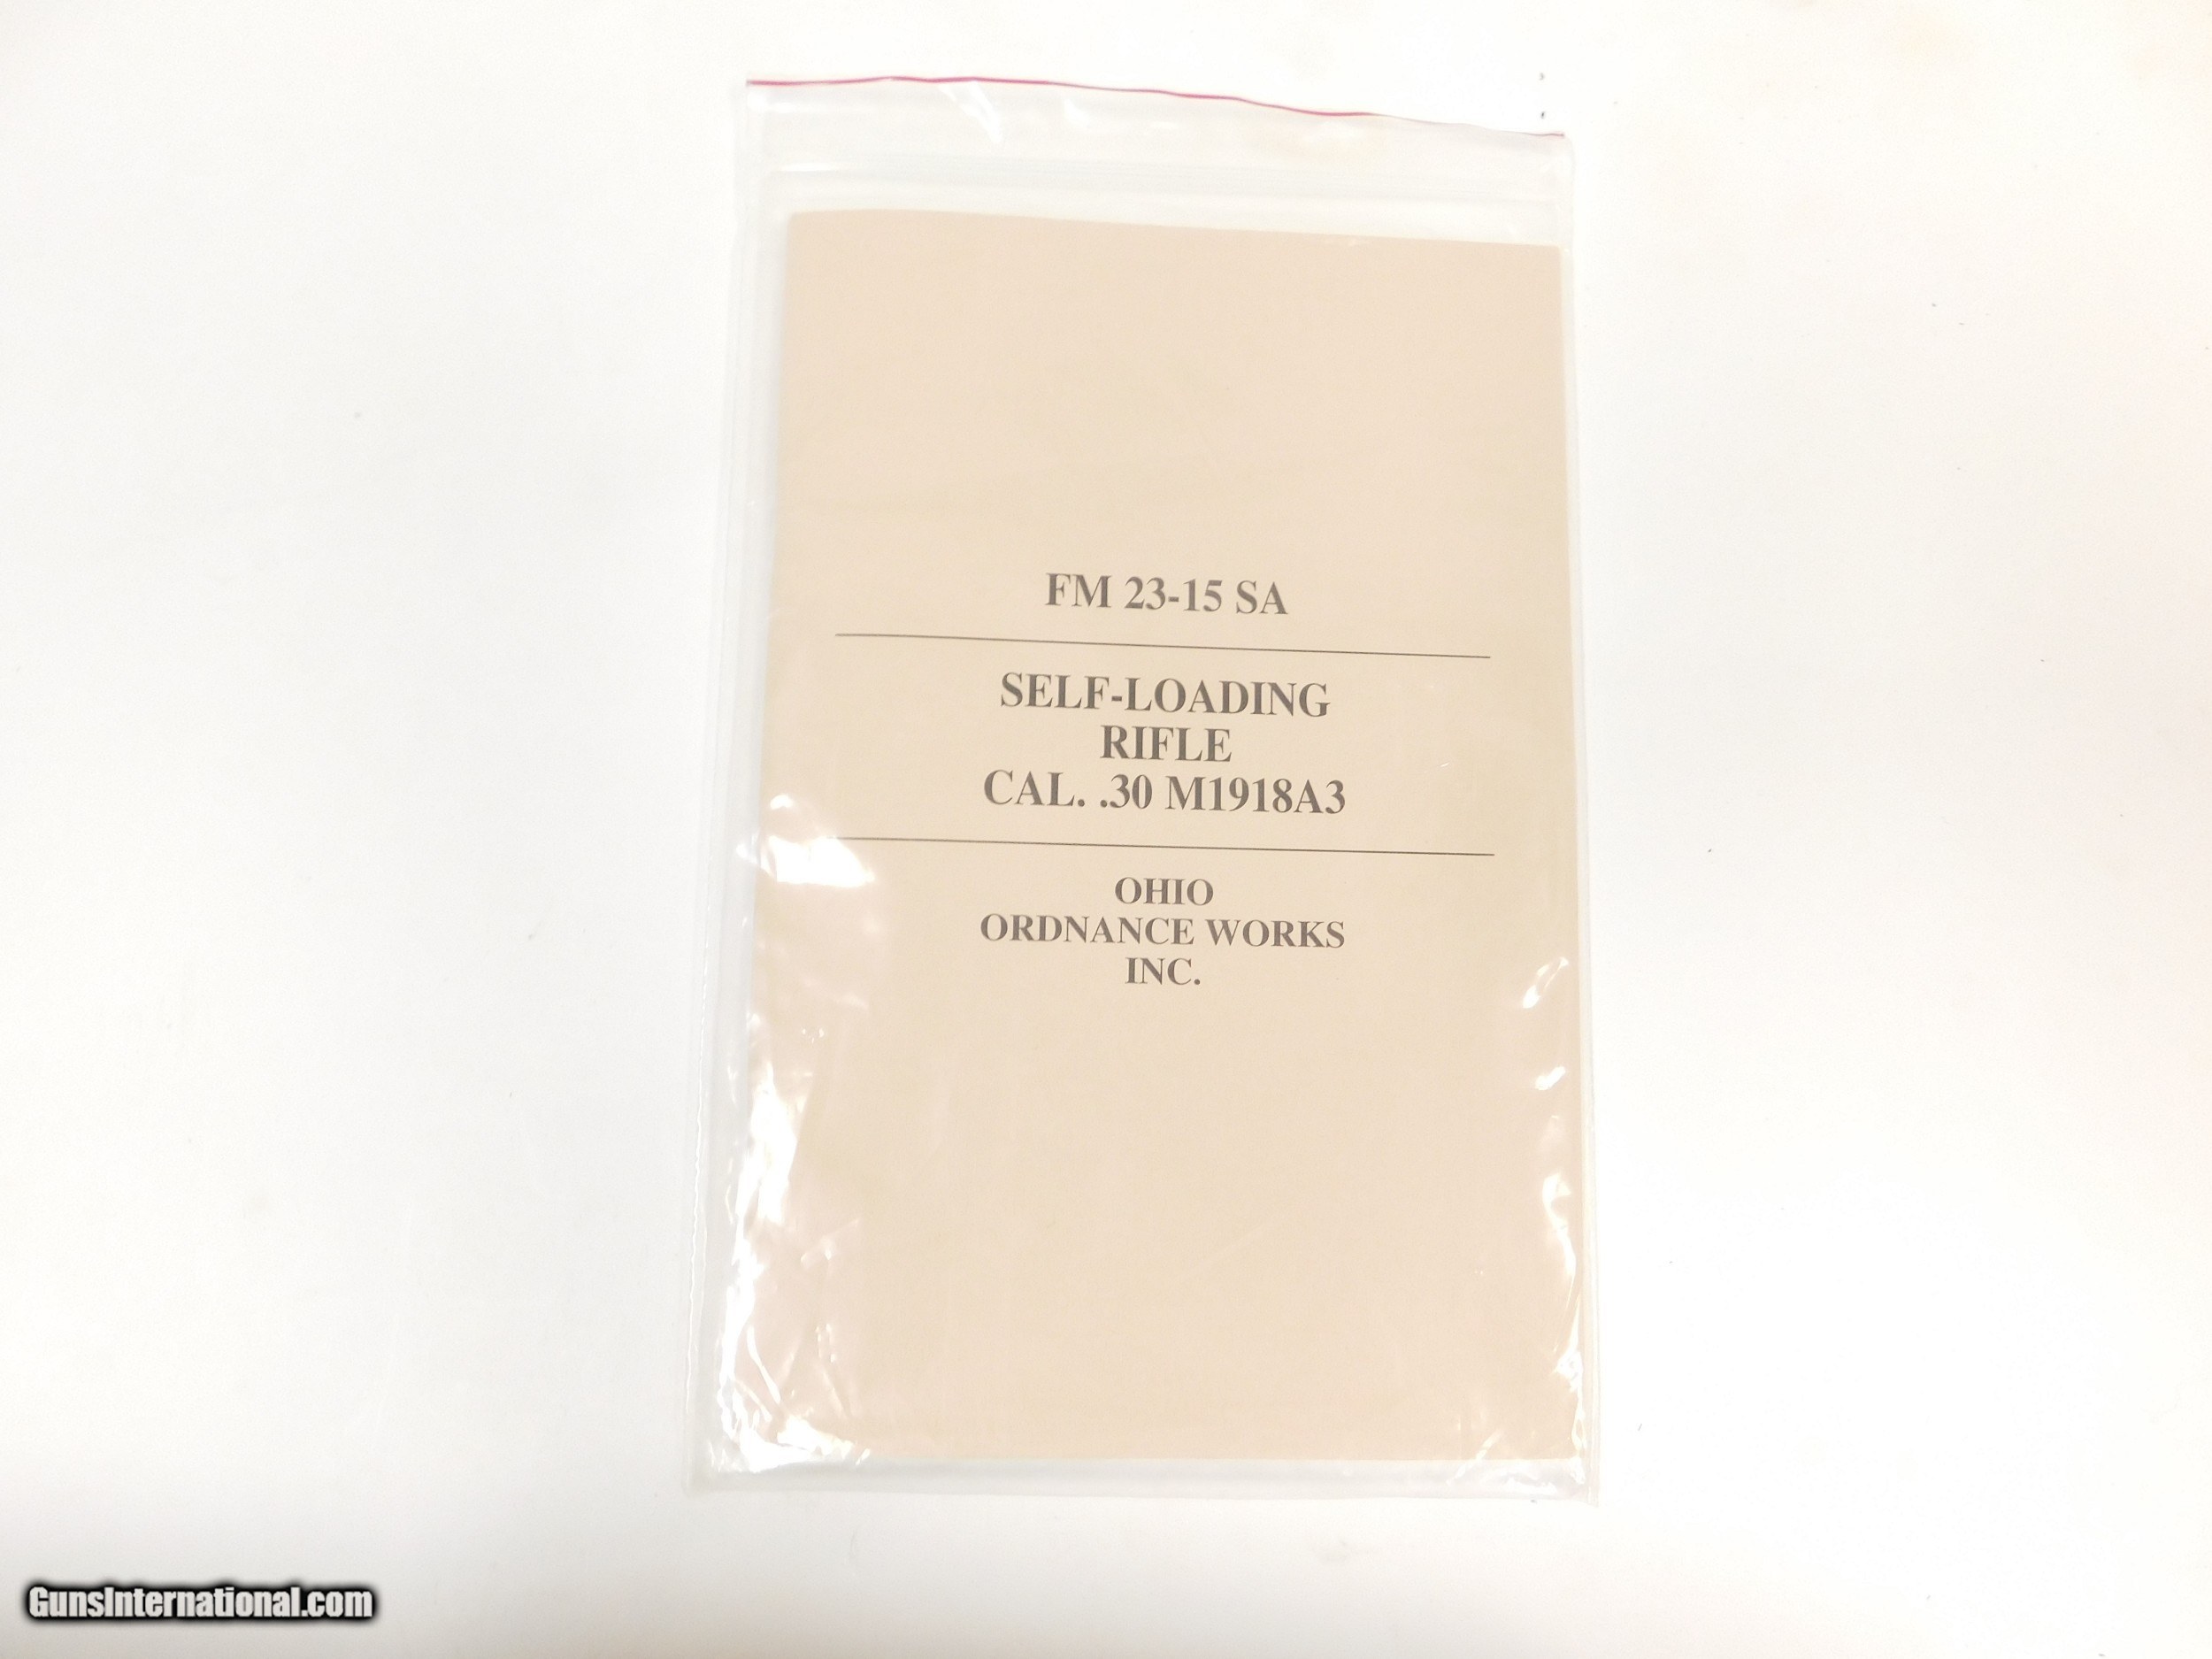 FM 23-15 SA
SELF-LOADING
RIFLE
CAL. .30 M1918A3
OHIO
ORDNANCE WORKS
INC.
GunsInternational.com